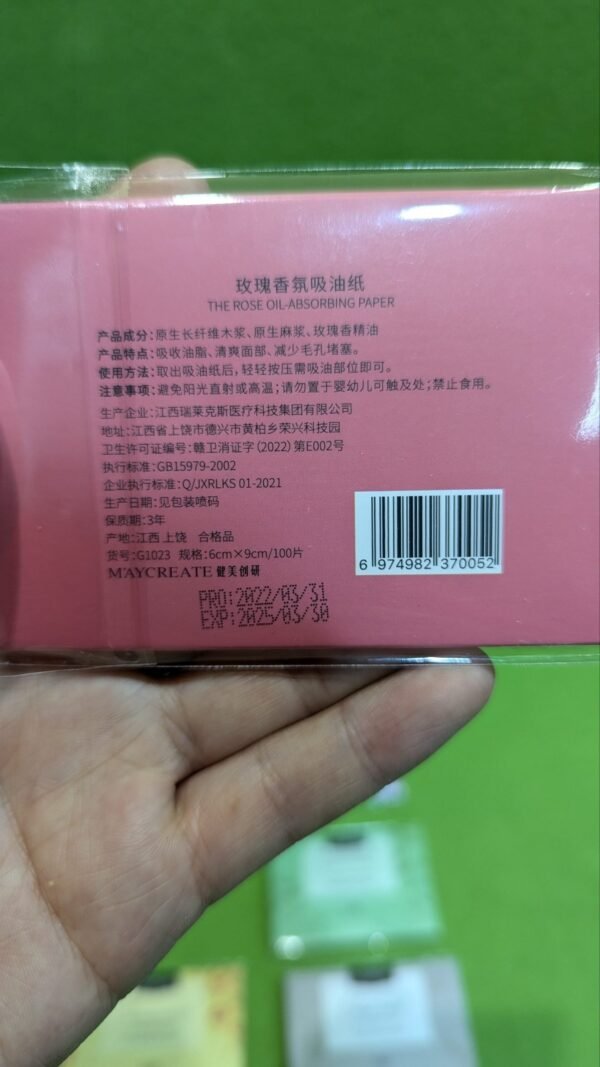 玫瑰香氛吸油纸
THE ROSE OIL-ABSORBING PAPER
产品成分:原生长纤维木浆、原生麻浆、玫瑰香精油
产品特点:吸收油脂、清爽面部、减少毛孔堵塞。
使用方法:取出吸油纸后,轻轻按压需吸油部位即可。
注意事项:避免阳光直射或高温;请勿置于婴幼儿可触及处;禁止食用。
生产企业:江西瑞莱克斯医疗科技集团有限公司
地址:江西省上饶市德兴市黄柏乡荣兴科技园
卫生许可证编号:赣卫消证字(2022)第E002号
执行标准:GB15979-2002
企业执行标准:Q/JXRLKS 01-2021
生产日期:见包装喷码
保质期:3年
产地:江西 上饶 合格品
货号:G1023 规格:6cm×9cm/100片
MAYCREATE 健美创研
6 974982 370052
PRO:2022/03/31
EXP:2025/03/30